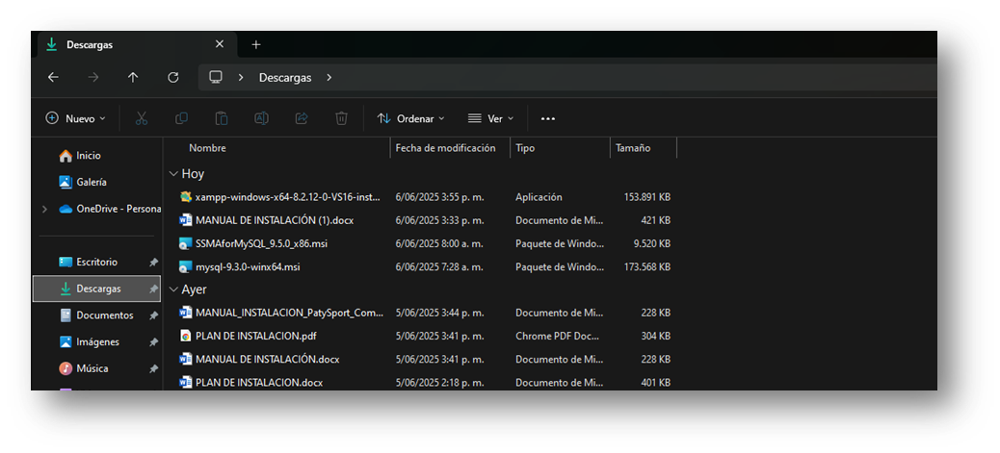 Descargas
Descargas
Nuevo Ordenar Ver
Nombre Fecha de modificación Tipo Tamaño
Inicio
Galería
OneDrive - Persona
Escritorio
Descargas
Documentos
Imágenes
Música
Hoy
xampp-windows-x64-8.2.12-0-VS16-inst... 6/06/2025 3:55 p. m. Aplicación 153.891 KB
MANUAL DE INSTALACIÓN (1).docx 6/06/2025 3:33 p. m. Documento de Mi... 421 KB
SSMAforMySQL_9.5.0_x86.msi 6/06/2025 8:00 a. m. Paquete de Windo... 9.520 KB
mysql-9.3.0-winx64.msi 6/06/2025 7:28 a. m. Paquete de Windo... 173.568 KB
Ayer
MANUAL_INSTALACION_PatySport_Com... 5/06/2025 3:44 p. m. Documento de Mi... 228 KB
PLAN DE INSTALACION.pdf 5/06/2025 3:41 p. m. Chrome PDF Doc... 304 KB
MANUAL DE INSTALACIÓN.docx 5/06/2025 3:41 p. m. Documento de Mi... 228 KB
PLAN DE INSTALACION.docx 5/06/2025 2:18 p. m. Documento de Mi... 401 KB